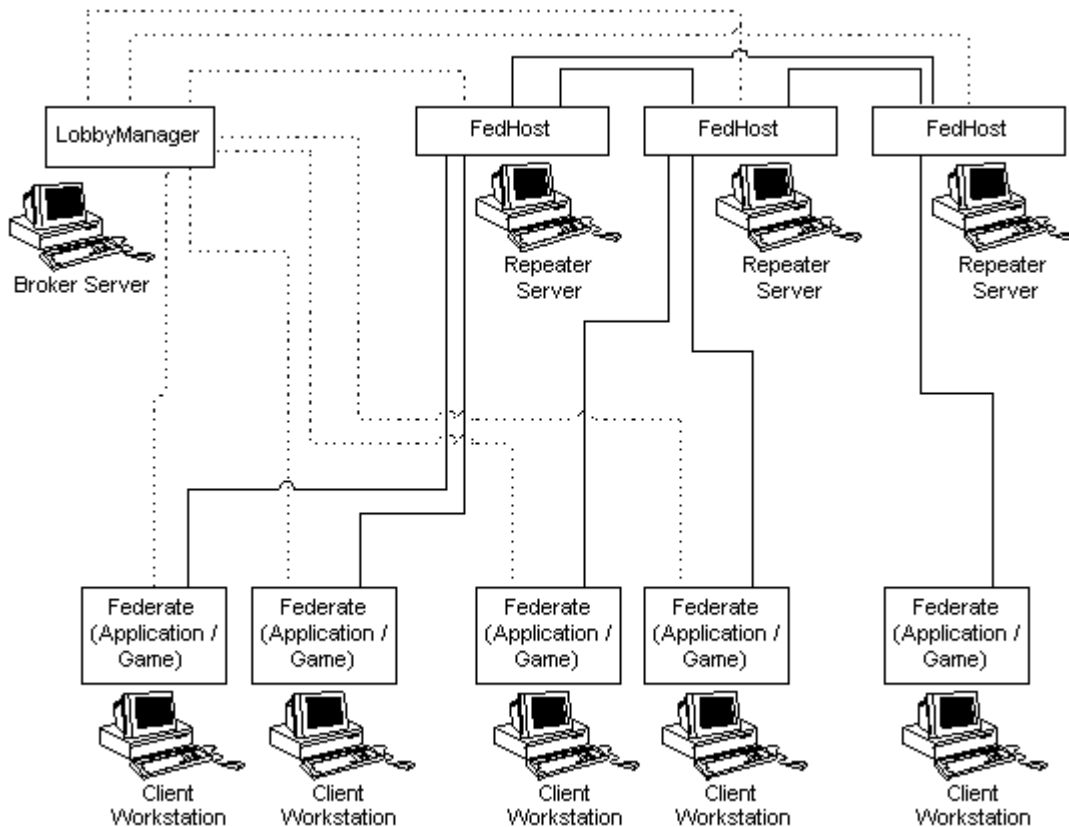 LobbyManager
FedHost
FedHost
FedHost
Broker Server
Repeater
Server
Repeater
Server
Repeater
Server
Federate
(Application /
Game)
Federate
(Application /
Game)
Federate
(Application /
Game)
Federate
(Application /
Game)
Federate
(Application /
Game)
Client
Workstation
Client
Workstation
Client
Workstation
Client
Workstation
Client
Workstation